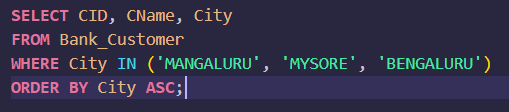 SELECT CID, CName, City
FROM Bank_Customer
WHERE City IN ('MANGALURU', 'MYSORE', 'BENGALURU')
ORDER BY City ASC;